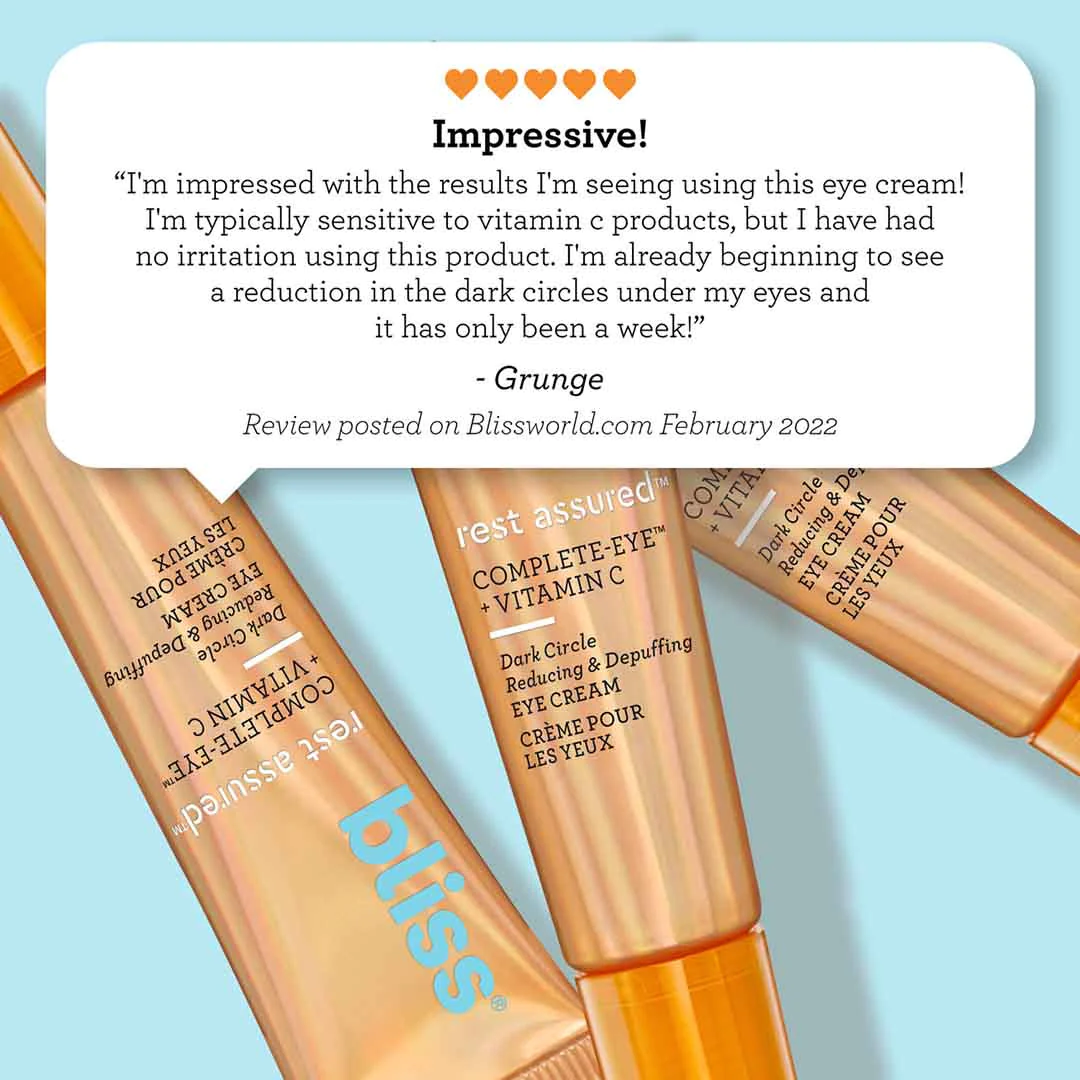 Impressive!
“I'm impressed with the results I'm seeing using this eye cream!
I'm typically sensitive to vitamin c products, but I have had
no irritation using this product. I'm already beginning to see
a reduction in the dark circles under my eyes and
it has only been a week!”
- Grunge
Review posted on Blissworld.com February 2022
bliss®
rest assured™
COMPLETE-EYE™
+ VITAMIN C
Dark Circle
Reducing & Depuffing
EYE CREAM
CRÈME POUR
LES YEUX
rest assured™
COMPLETE-EYE™
+ VITAMIN C
Dark Circle
Reducing & Depuffing
EYE CREAM
CRÈME POUR
LES YEUX
COM
+ VITA
Dark Circle
Reducing & De
EYE CREAM
CRÈME POUR
LES YEUX